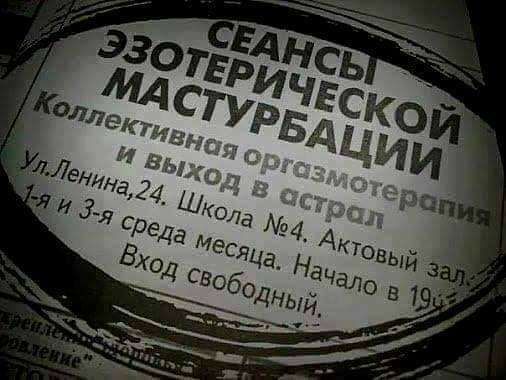 СЕАНСЫ
ЭЗОТЕРИЧЕСКОЙ
МАСТУРБАЦИИ
Коллективная оргазмотерапия
и выход в астрал
Ул.Ленина,24. Школа №4. Актовый зал.
1-я и 3-я среда месяца. Начало в 19
Вход свободный.